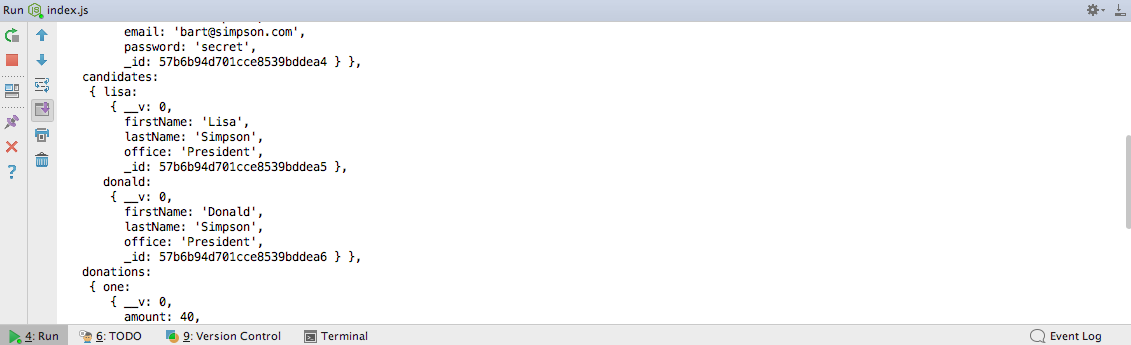 Run index.js
email: 'bart@simpson.com',
password: 'secret',
_id: 57b6b94d701cce8539bddea4 } },
candidates:
{ lisa:
{ __v: 0,
firstName: 'Lisa',
lastName: 'Simpson',
office: 'President',
_id: 57b6b94d701cce8539bddea5 },
donald:
{ __v: 0,
firstName: 'Donald',
lastName: 'Simpson',
office: 'President',
_id: 57b6b94d701cce8539bddea6 } },
donations:
{ one:
{ __v: 0,
amount: 40,
4: Run 6: TODO 9: Version Control Terminal Event Log